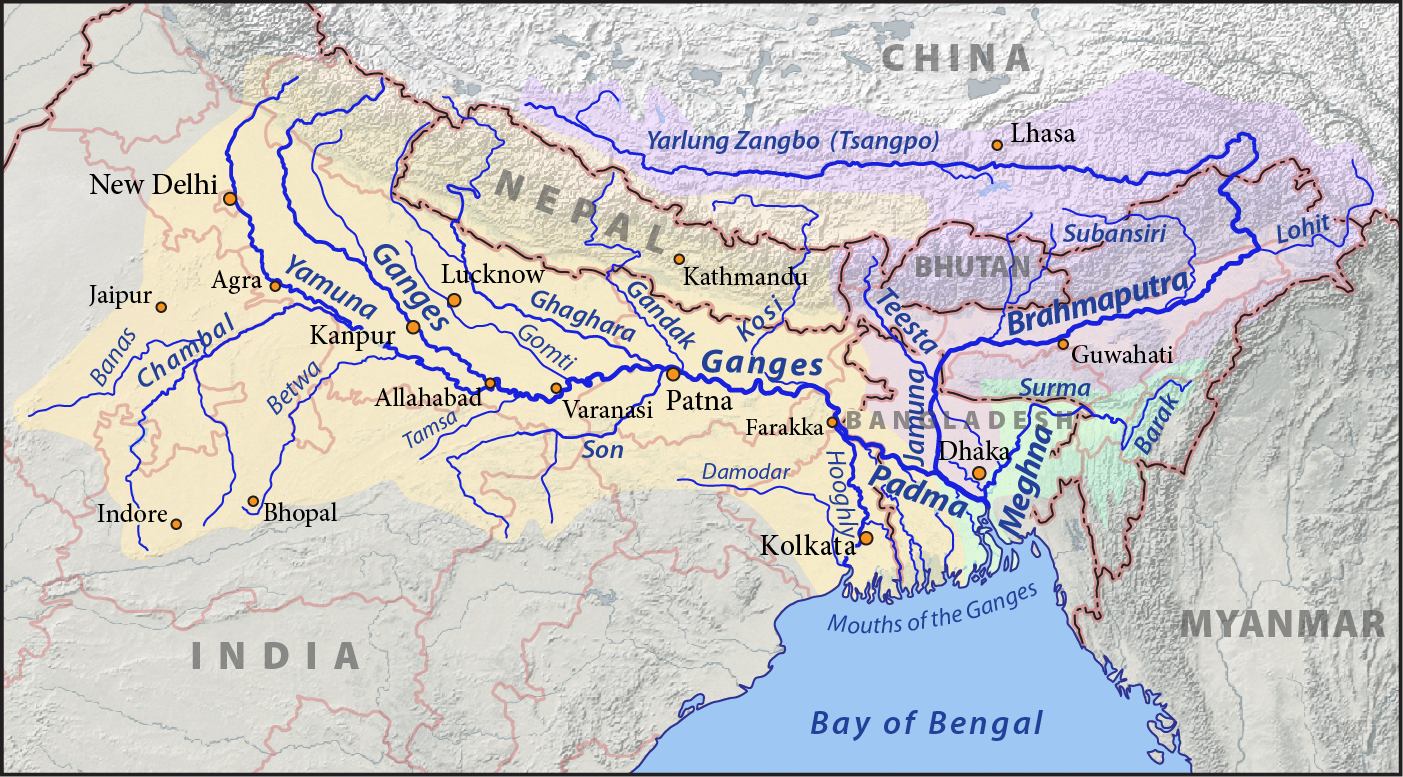 CHINA
Yarlung Zangbo (Tsangpo)
Lhasa
New Delhi
NEPAL
Subansiri
Lohit
Ganges
Lucknow
Kathmandu
BHUTAN
Agra
Yamuna
Jaipur
Ghaghara
Gandak
Kosi
Teesta
Brahmaputra
Kanpur
Banas
Chambal
Gomti
Ganges
Guwahati
Betwa
Allahabad
Varanasi
Patna
Surma
Tamsa
Farakka
BANGLADESH
Jamuna
Barak
Son
Dhaka
Damodar
Hooghly
Padma
Meghna
Indore
Bhopal
Kolkata
Mouths of the Ganges
MYANMAR
INDIA
Bay of Bengal